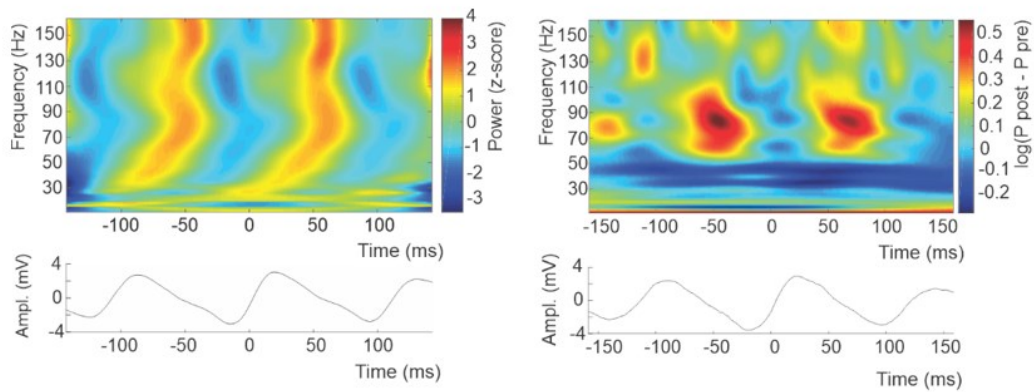 Frequency (Hz)
150
130
110
90
70
50
30
-100 -50 0 50 100
Time (ms)
4
3
2
1
0
-1
-2
-3
Power (z-score)
Ampl. (mV)
4
0
-4
-100 -50 0 50 100
Time (ms)
Frequency (Hz)
150
130
110
90
70
50
30
-150 -100 -50 0 50 100 150
Time (ms)
0.5
0.4
0.3
0.2
0.1
0
-0.1
-0.2
log(P post - P pre)
Ampl. (mV)
4
0
-4
-150 -100 -50 0 50 100 150
Time (ms)